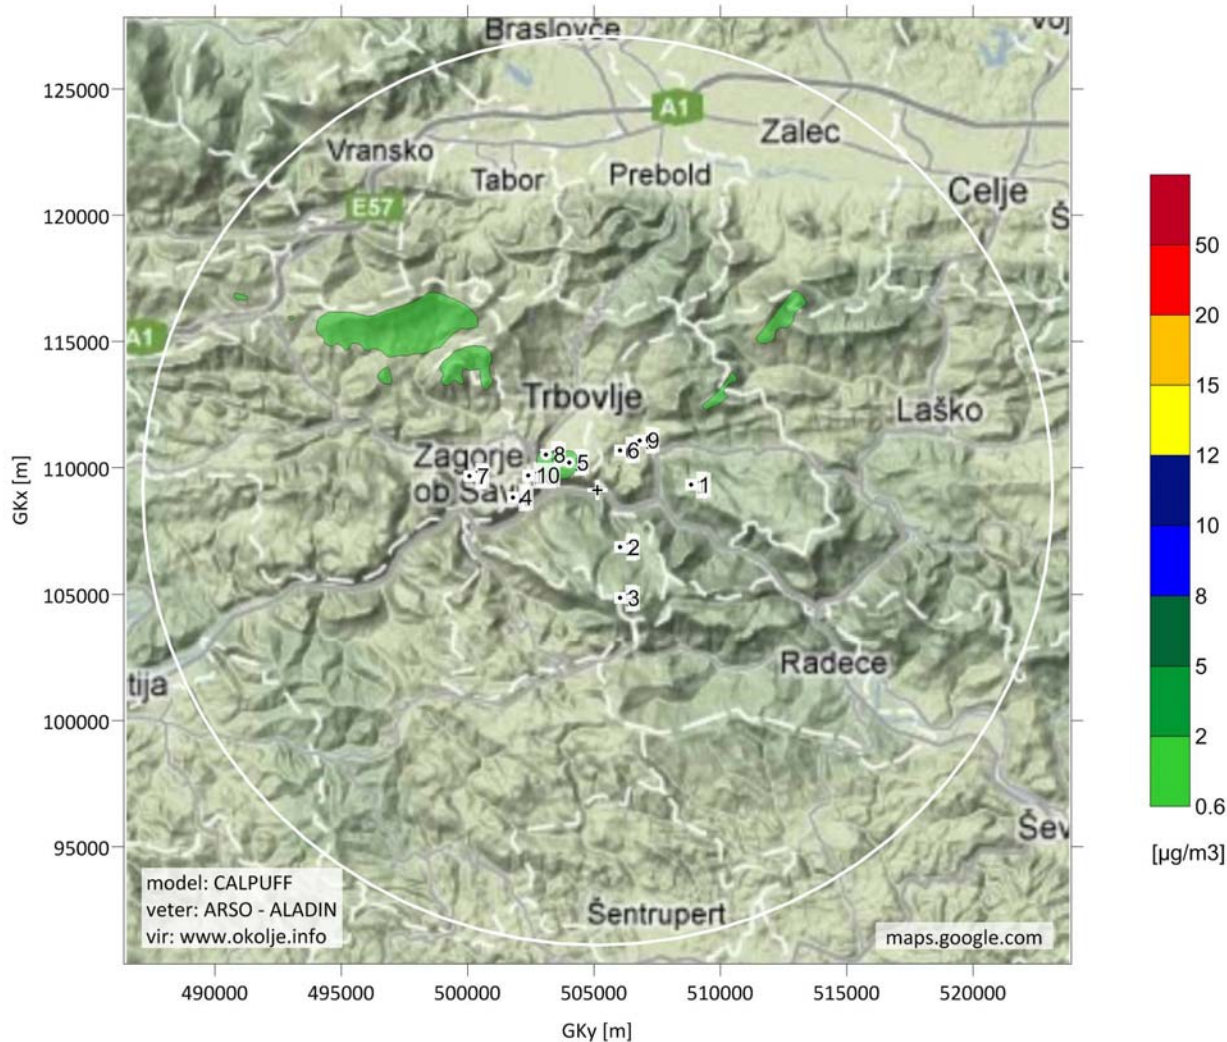 Braslovče
Voj
125000
A1
Zalec
Vransko
Tabor
Prebold
Celje
E57
Š
120000
50
20
A1
115000
15
Trbovlje
Laško
12
9
6
8
5
110000
Zagorje
ob Savi
7
10
4
1
10
2
8
105000
3
5
GKx [m]
Radece
tija
100000
2
0.6
Šev
[µg/m3]
95000
model: CALPUFF
veter: ARSO - ALADIN
vir: www.okolje.info
Šentrupert
maps.google.com
490000 495000 500000 505000 510000 515000 520000
GKy [m]